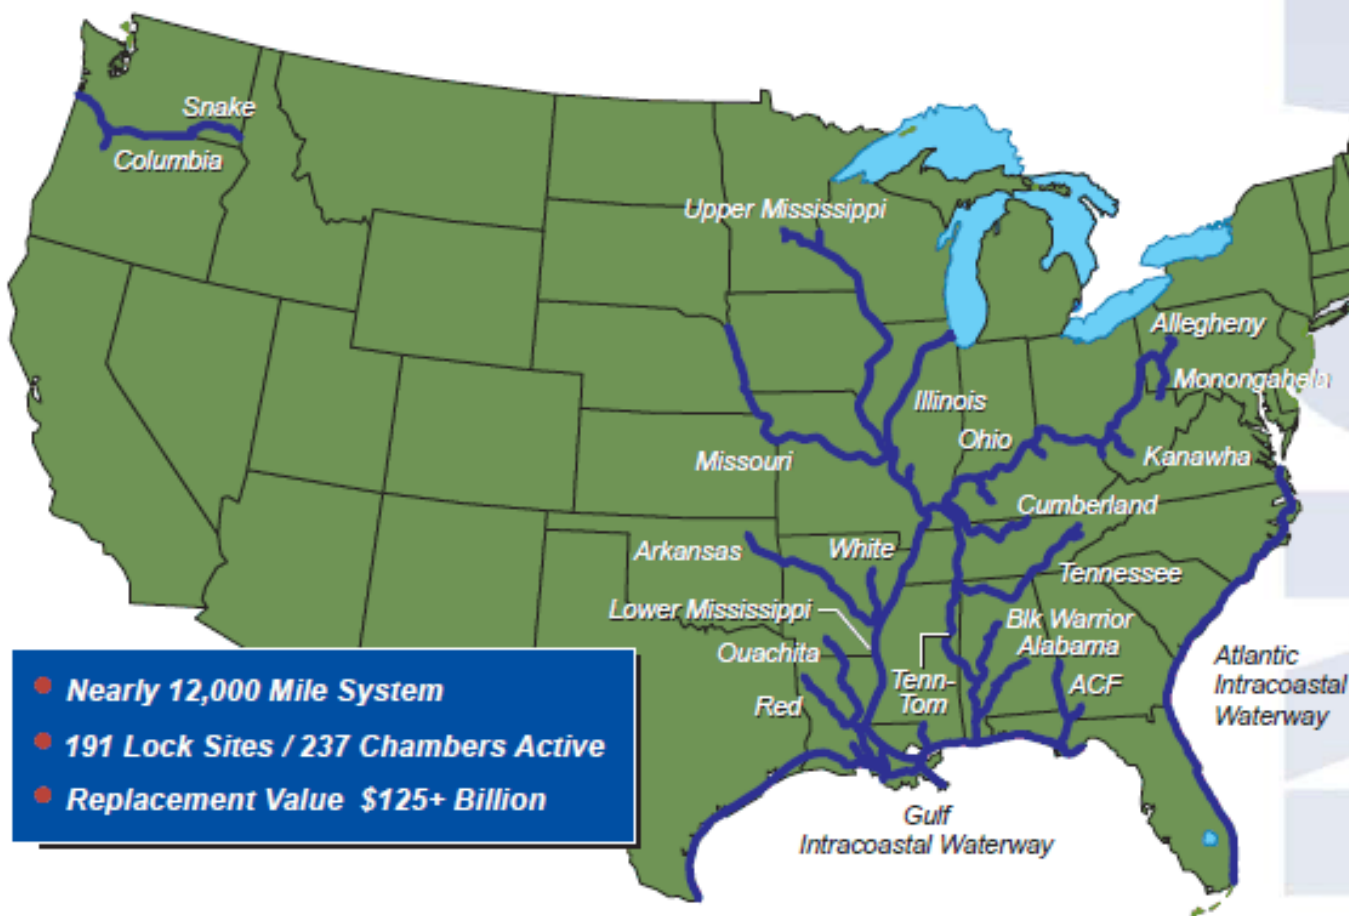 Snake
Columbia
Upper Mississippi
Allegheny
Monongahela
Illinois
Ohio
Missouri
Kanawha
Cumberland
Arkansas
White
Tennessee
Lower Mississippi
Blk Warrior
Ouachita
Alabama
Tenn-
Tom
ACF
Red
Atlantic
Intracoastal
Waterway
Gulf
Intracoastal Waterway
Nearly 12,000 Mile System
191 Lock Sites / 237 Chambers Active
Replacement Value $125+ Billion